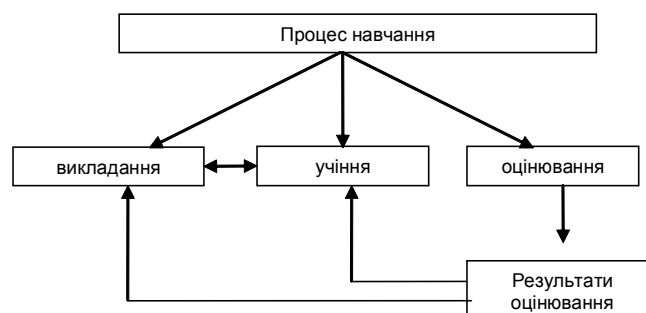 Процес навчання
викладання
учіння
оцінювання
Результати
оцінювання